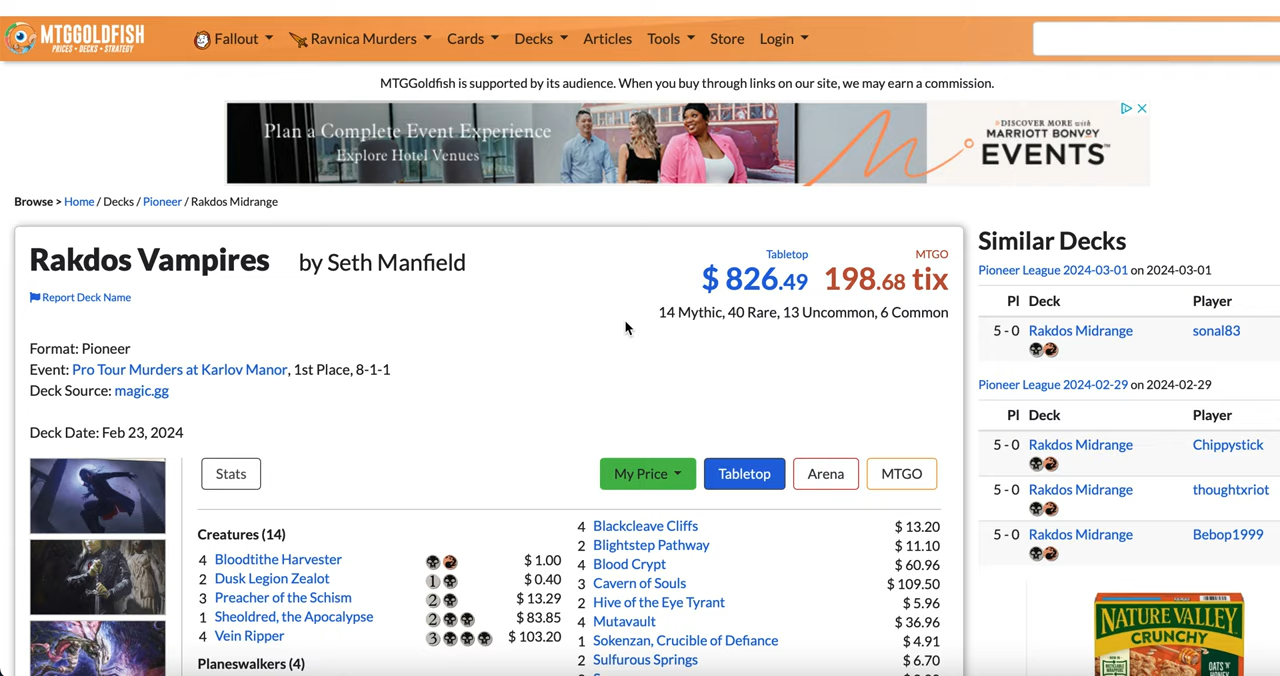 MTGGOLDFISH
PRICES • DECKS • STRATEGY
Fallout
Ravnica Murders
Cards
Decks
Articles
Tools
Store
Login
MTGGoldfish is supported by its audience. When you buy through links on our site, we may earn a commission.
Plan a Complete Event Experience
Explore Hotel Venues
DISCOVER MORE with
MARRIOTT BONVOY
EVENTS™
Browse > Home / Decks / Pioneer / Rakdos Midrange
Rakdos Vampires by Seth Manfield
Report Deck Name
Tabletop
$ 826.49
MTGO
198.68 tix
14 Mythic, 40 Rare, 13 Uncommon, 6 Common
Format: Pioneer
Event: Pro Tour Murders at Karlov Manor, 1st Place, 8-1-1
Deck Source: magic.gg
Deck Date: Feb 23, 2024
Stats
My Price
Tabletop
Arena
MTGO
Creatures (14)
4 Bloodtithe Harvester $ 1.00
2 Dusk Legion Zealot 1 $ 0.40
3 Preacher of the Schism 2 $ 13.29
1 Sheoldred, the Apocalypse 2 $ 83.85
4 Vein Ripper 3 $ 103.20
Planeswalkers (4)
4 Blackcleave Cliffs $ 13.20
2 Blightstep Pathway $ 11.10
4 Blood Crypt $ 60.96
3 Cavern of Souls $ 109.50
2 Hive of the Eye Tyrant $ 5.96
4 Mutavault $ 36.96
1 Sokenzan, Crucible of Defiance $ 4.91
2 Sulfurous Springs $ 6.70
Similar Decks
Pioneer League 2024-03-01 on 2024-03-01
Pl Deck Player
5 - 0 Rakdos Midrange sonal83
Pioneer League 2024-02-29 on 2024-02-29
Pl Deck Player
5 - 0 Rakdos Midrange Chippystick
5 - 0 Rakdos Midrange thoughtxriot
5 - 0 Rakdos Midrange Bebop1999
NATURE VALLEY
CRUNCHY
OATS 'N'
HONEY